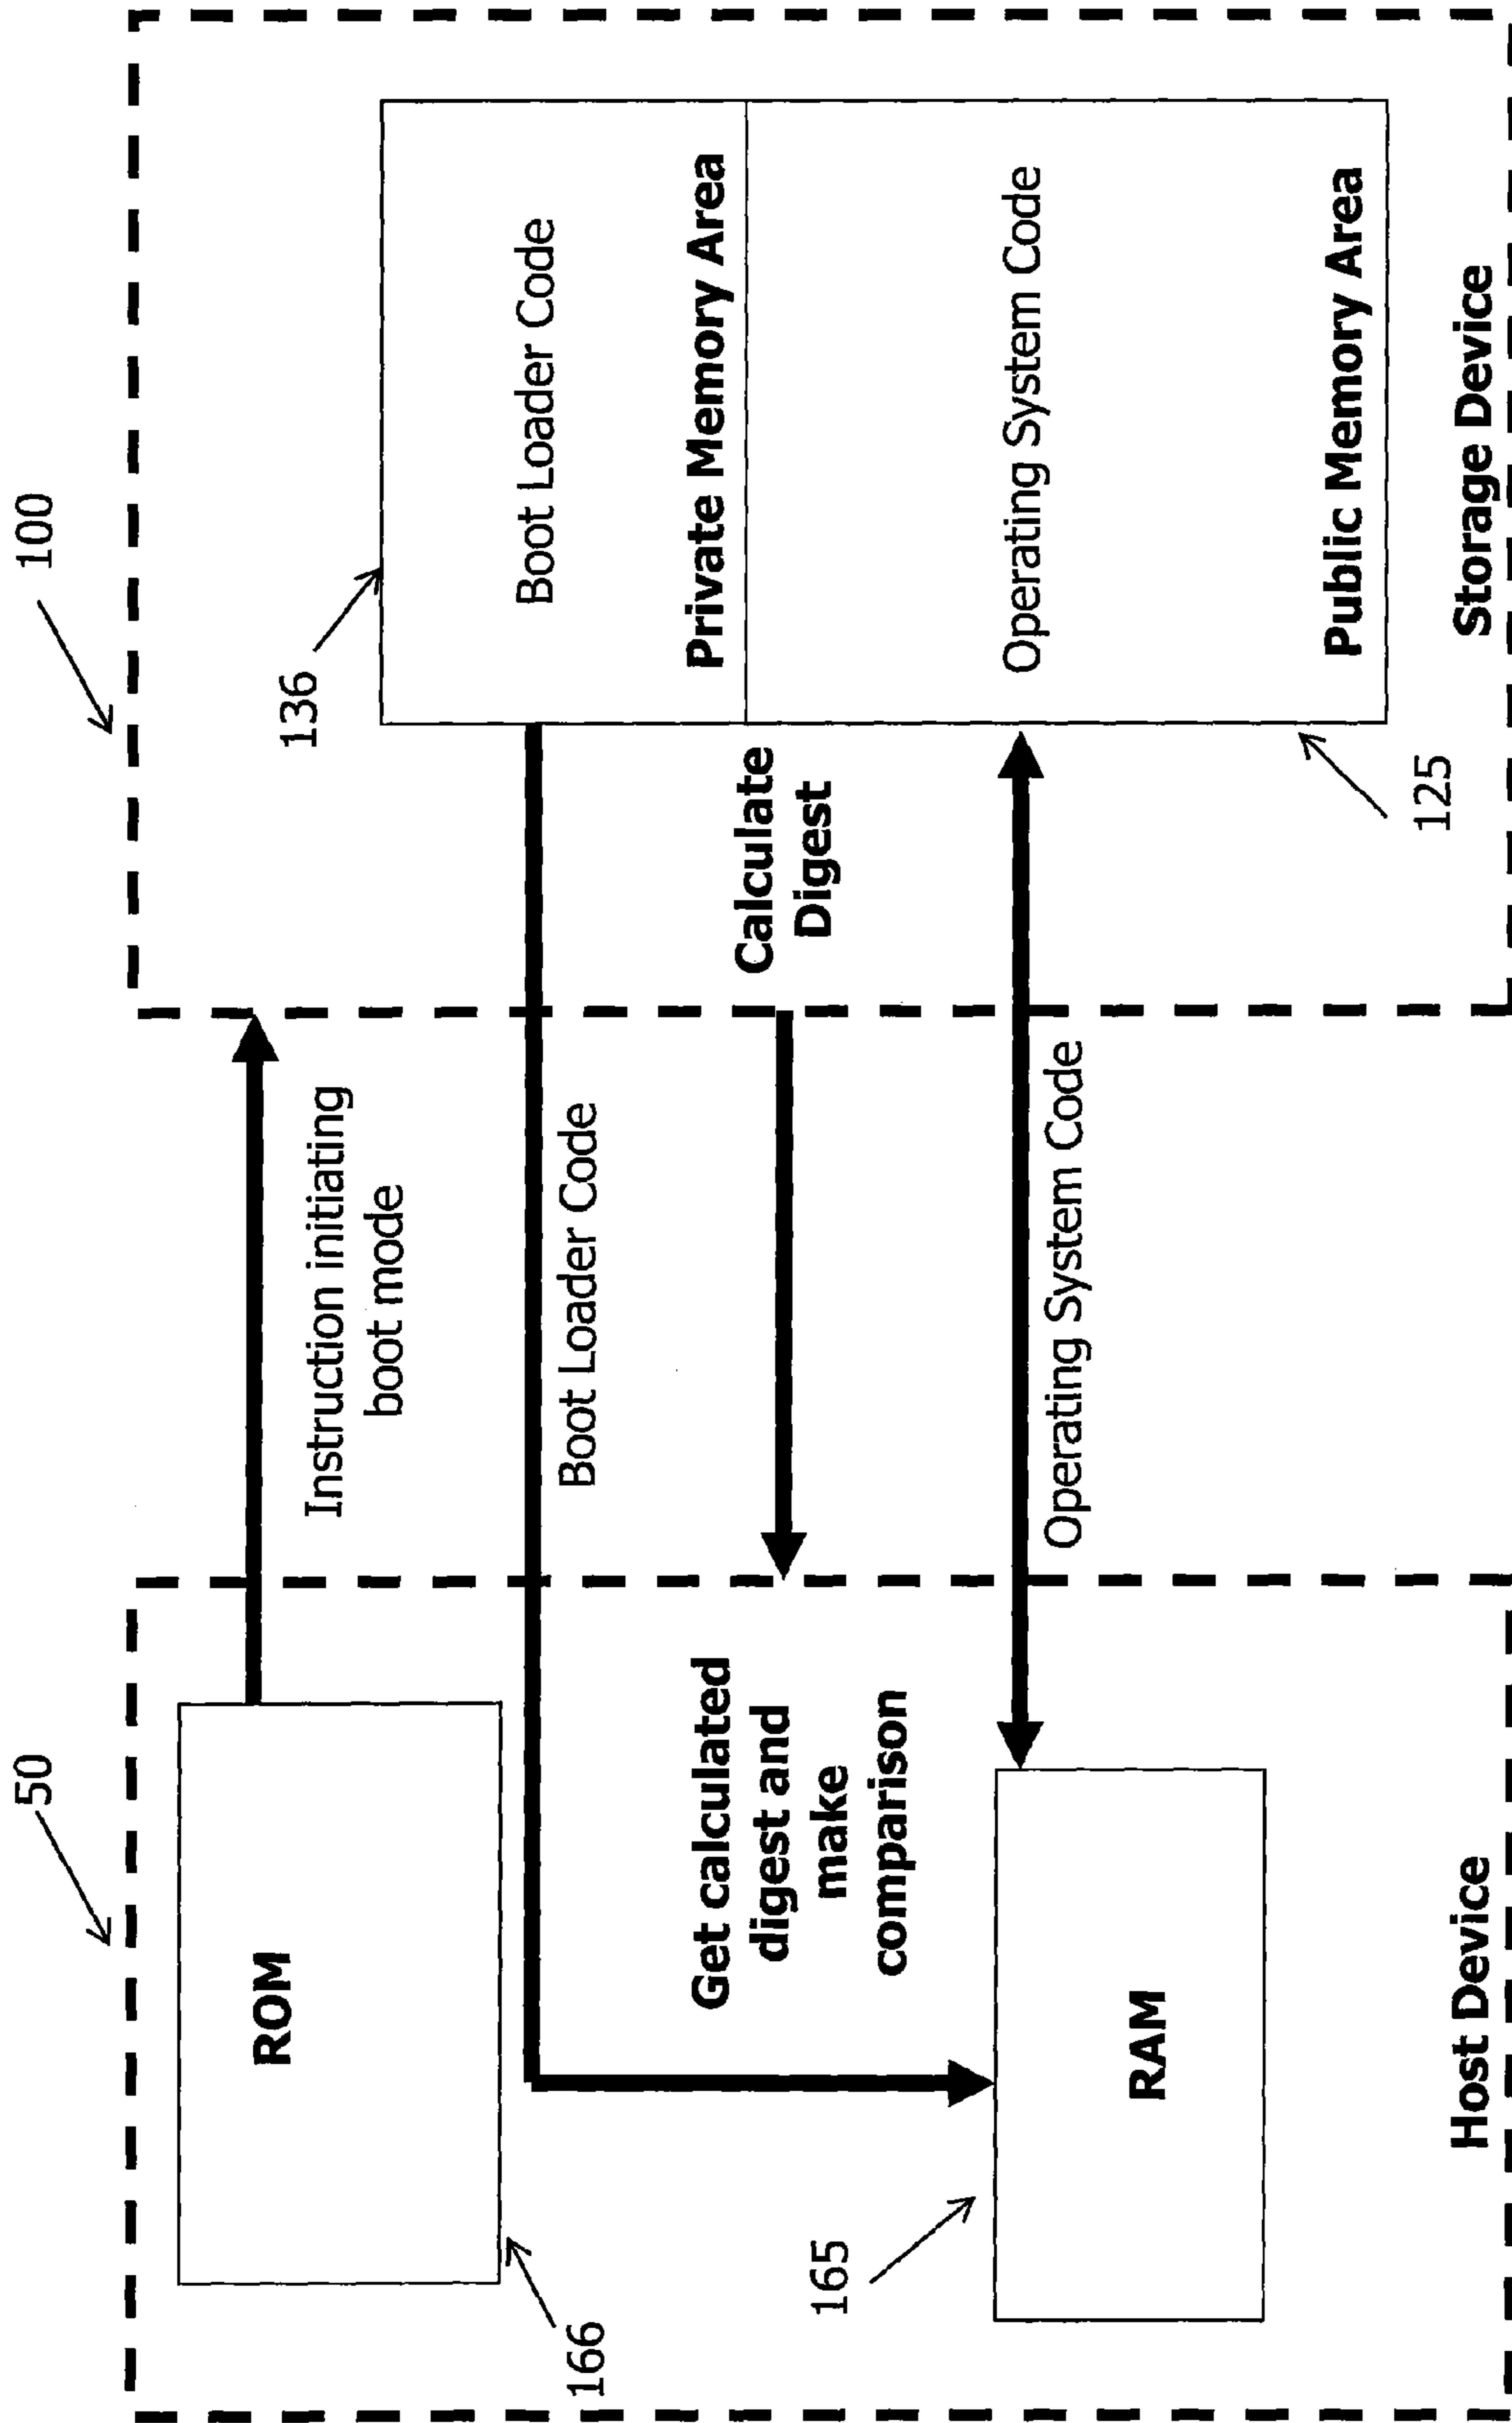 50
100
ROM
166
Instruction initiating
boot mode
136
Boot Loader Code
Private Memory Area
Boot Loader Code
Get calculated
digest and
make
comparison
Calculate
Digest
165
RAM
Operating System Code
Operating System Code
Public Memory Area
125
Host Device
Storage Device